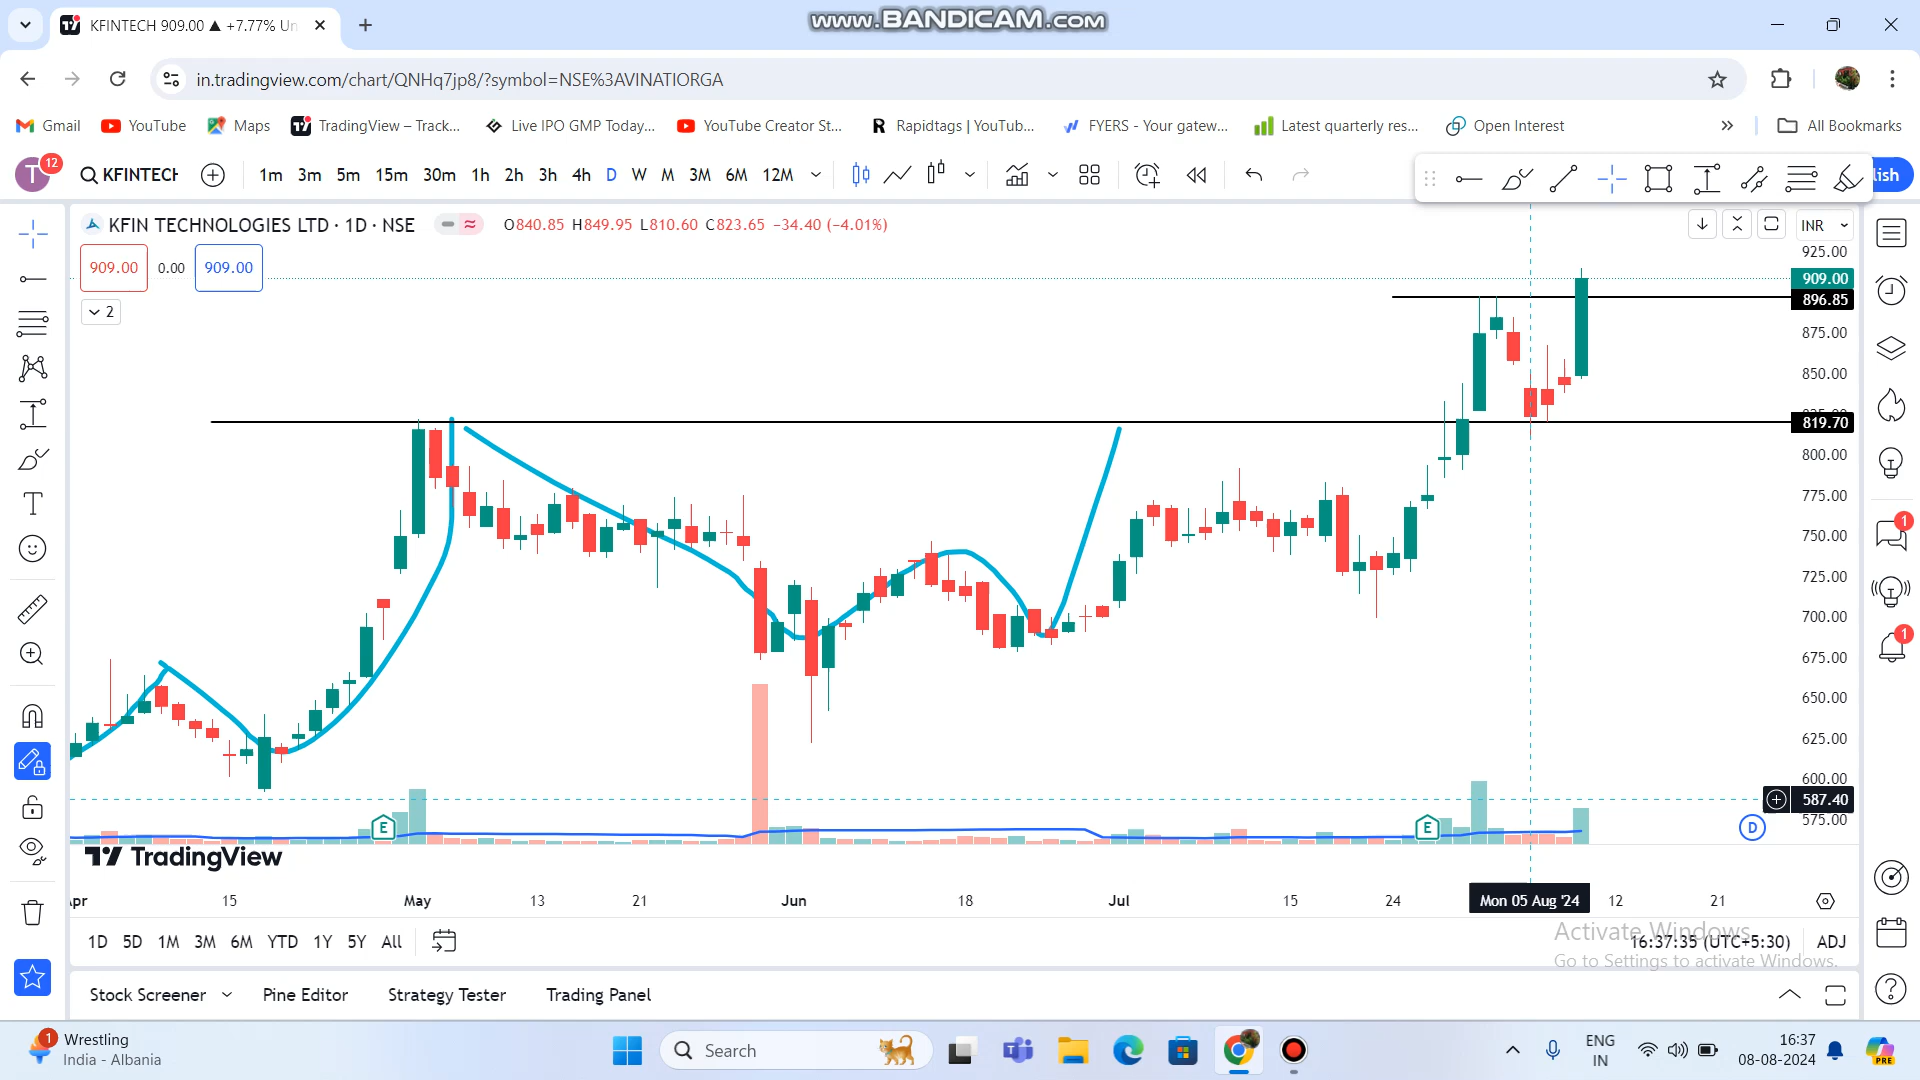 www.BANDICAM.com
KFINTECH 909.00 ▲ +7.77% Un
in.tradingview.com/chart/QNHq7jp8/?symbol=NSE%3AVINATIORGA
Gmail YouTube Maps TradingView – Track... Live IPO GMP Today... YouTube Creator St... Rapidtags | YouTub... FYERS - Your gatew... Latest quarterly res... Open Interest » All Bookmarks
T 12 KFINTECH 1m 3m 5m 15m 30m 1h 2h 3h 4h D W M 3M 6M 12M lish
KFIN TECHNOLOGIES LTD · 1D · NSE O840.85 H849.95 L810.60 C823.65 −34.40 (−4.01%) INR
909.00 0.00 909.00
2
925.00
909.00
896.85
875.00
850.00
819.70
800.00
775.00
750.00
725.00
700.00
675.00
650.00
625.00
600.00
587.40
575.00
1
1
E E D
TradingView
Apr 15 May 13 21 Jun 18 Jul 15 24 Mon 05 Aug '24 12 21
1D 5D 1M 3M 6M YTD 1Y 5Y All 16:37:35 (UTC+5:30) ADJ
Activate Windows
Go to Settings to activate Windows.
Stock Screener Pine Editor Strategy Tester Trading Panel
1 Wrestling
India - Albania
Search
ENG
IN
16:37
08-08-2024
PRE